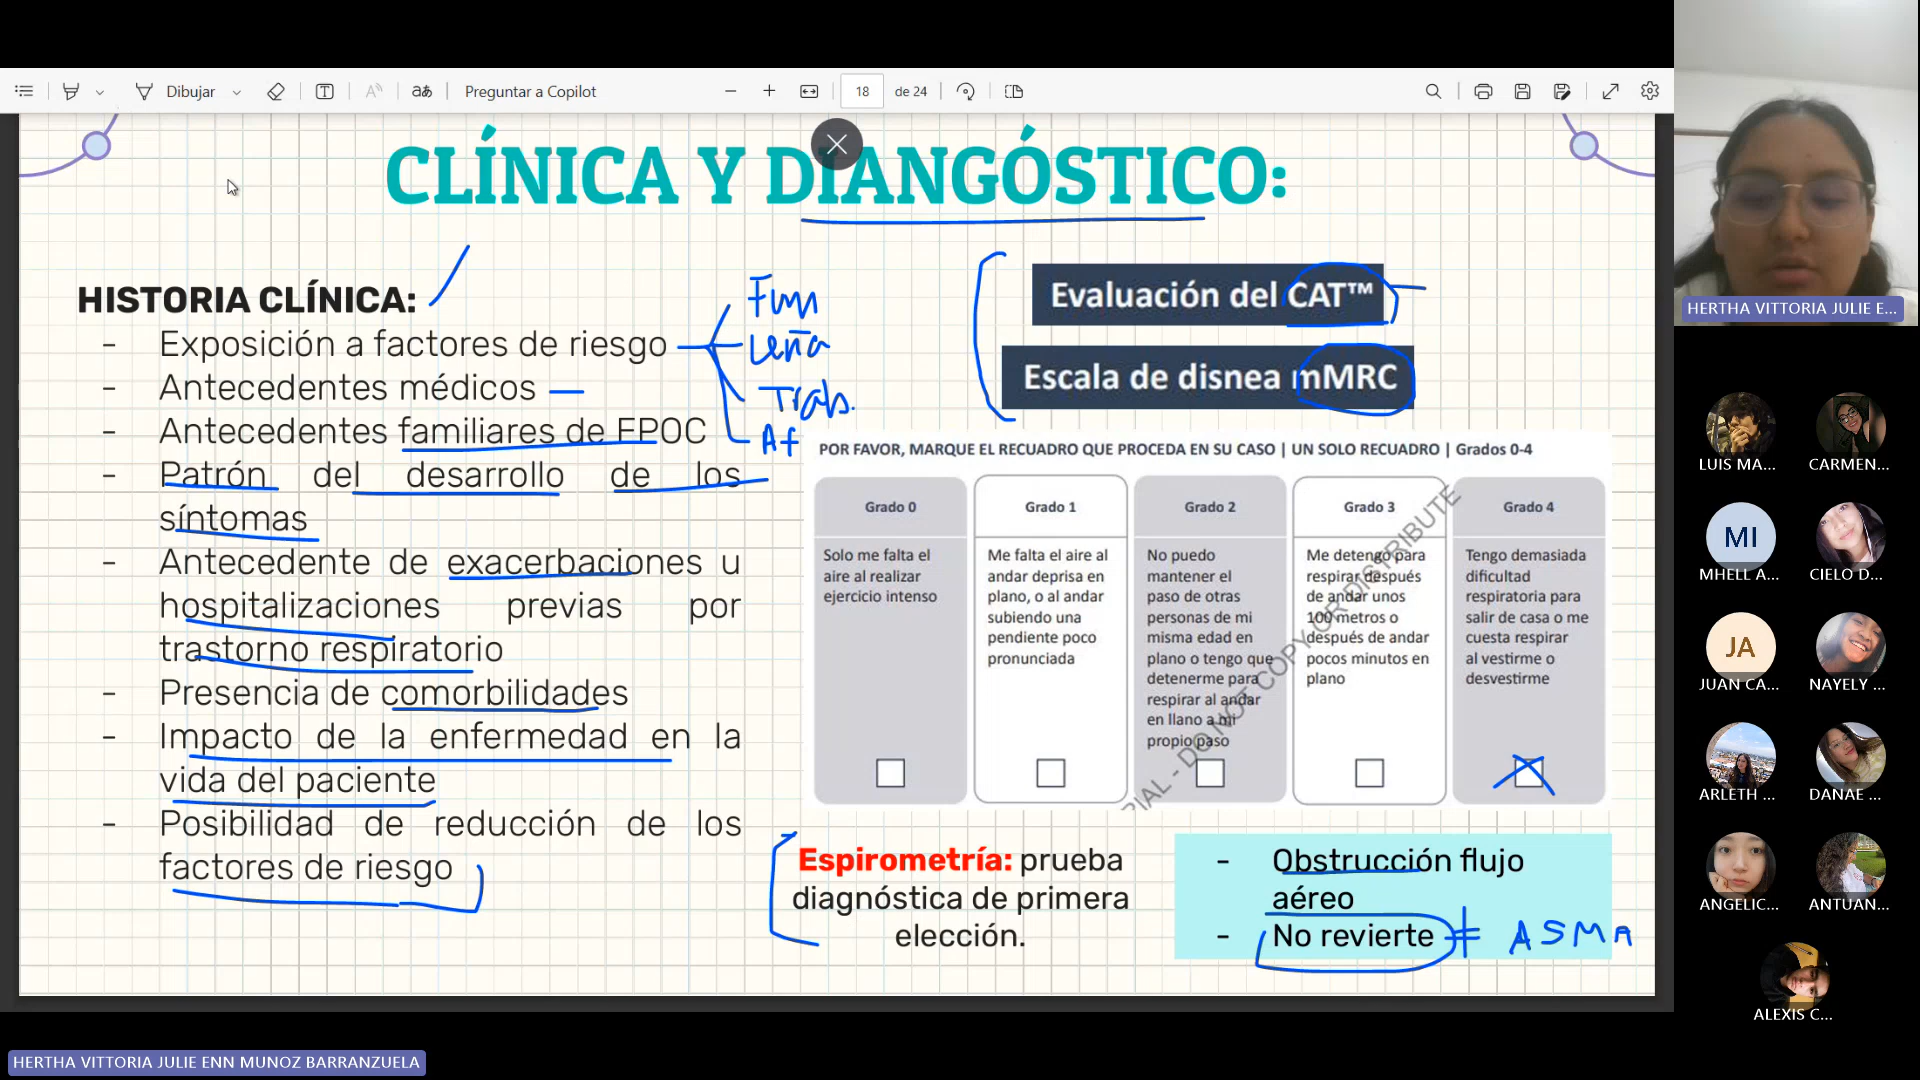 Dibujar
Preguntar a Copilot
18
de 24
CLÍNICA Y DIANGÓSTICO:
HISTORIA CLÍNICA:
- Exposición a factores de riesgo
- Antecedentes médicos
- Antecedentes familiares de EPOC
- Patrón del desarrollo de los
síntomas
- Antecedente de exacerbaciones u
hospitalizaciones previas por
trastorno respiratorio
- Presencia de comorbilidades
- Impacto de la enfermedad en la
vida del paciente
- Posibilidad de reducción de los
factores de riesgo
Fum
Leña
Trab.
Af
Evaluación del CAT™
Escala de disnea mMRC
POR FAVOR, MARQUE EL RECUADRO QUE PROCEDA EN SU CASO | UN SOLO RECUADRO | Grados 0-4
Grado 0
Solo me falta el
aire al realizar
ejercicio intenso
Grado 1
Me falta el aire al
andar deprisa en
plano, o al andar
subiendo una
pendiente poco
pronunciada
Grado 2
No puedo
mantener el
paso de otras
personas de mi
misma edad en
plano o tengo que
detenerme para
respirar al andar
en llano a mi
propio paso
Grado 3
Me detengo para
respirar después
de andar unos
100 metros o
después de andar
pocos minutos en
plano
Grado 4
Tengo demasiada
dificultad
respiratoria para
salir de casa o me
cuesta respirar
al vestirme o
desvestirme
RIAL - DO NOT COPY OR DISTRIBUTE
Espirometría: prueba
diagnóstica de primera
elección.
- Obstrucción flujo
aéreo
- No revierte ≠ ASMA
HERTHA VITTORIA JULIE E...
LUIS MA...
CARMEN...
MI
MHELL A...
CIELO D...
JA
JUAN CA...
NAYELY ...
ARLETH ...
DANAE ...
ANGELIC...
ANTUAN...
ALEXIS C...
HERTHA VITTORIA JULIE ENN MUNOZ BARRANZUELA